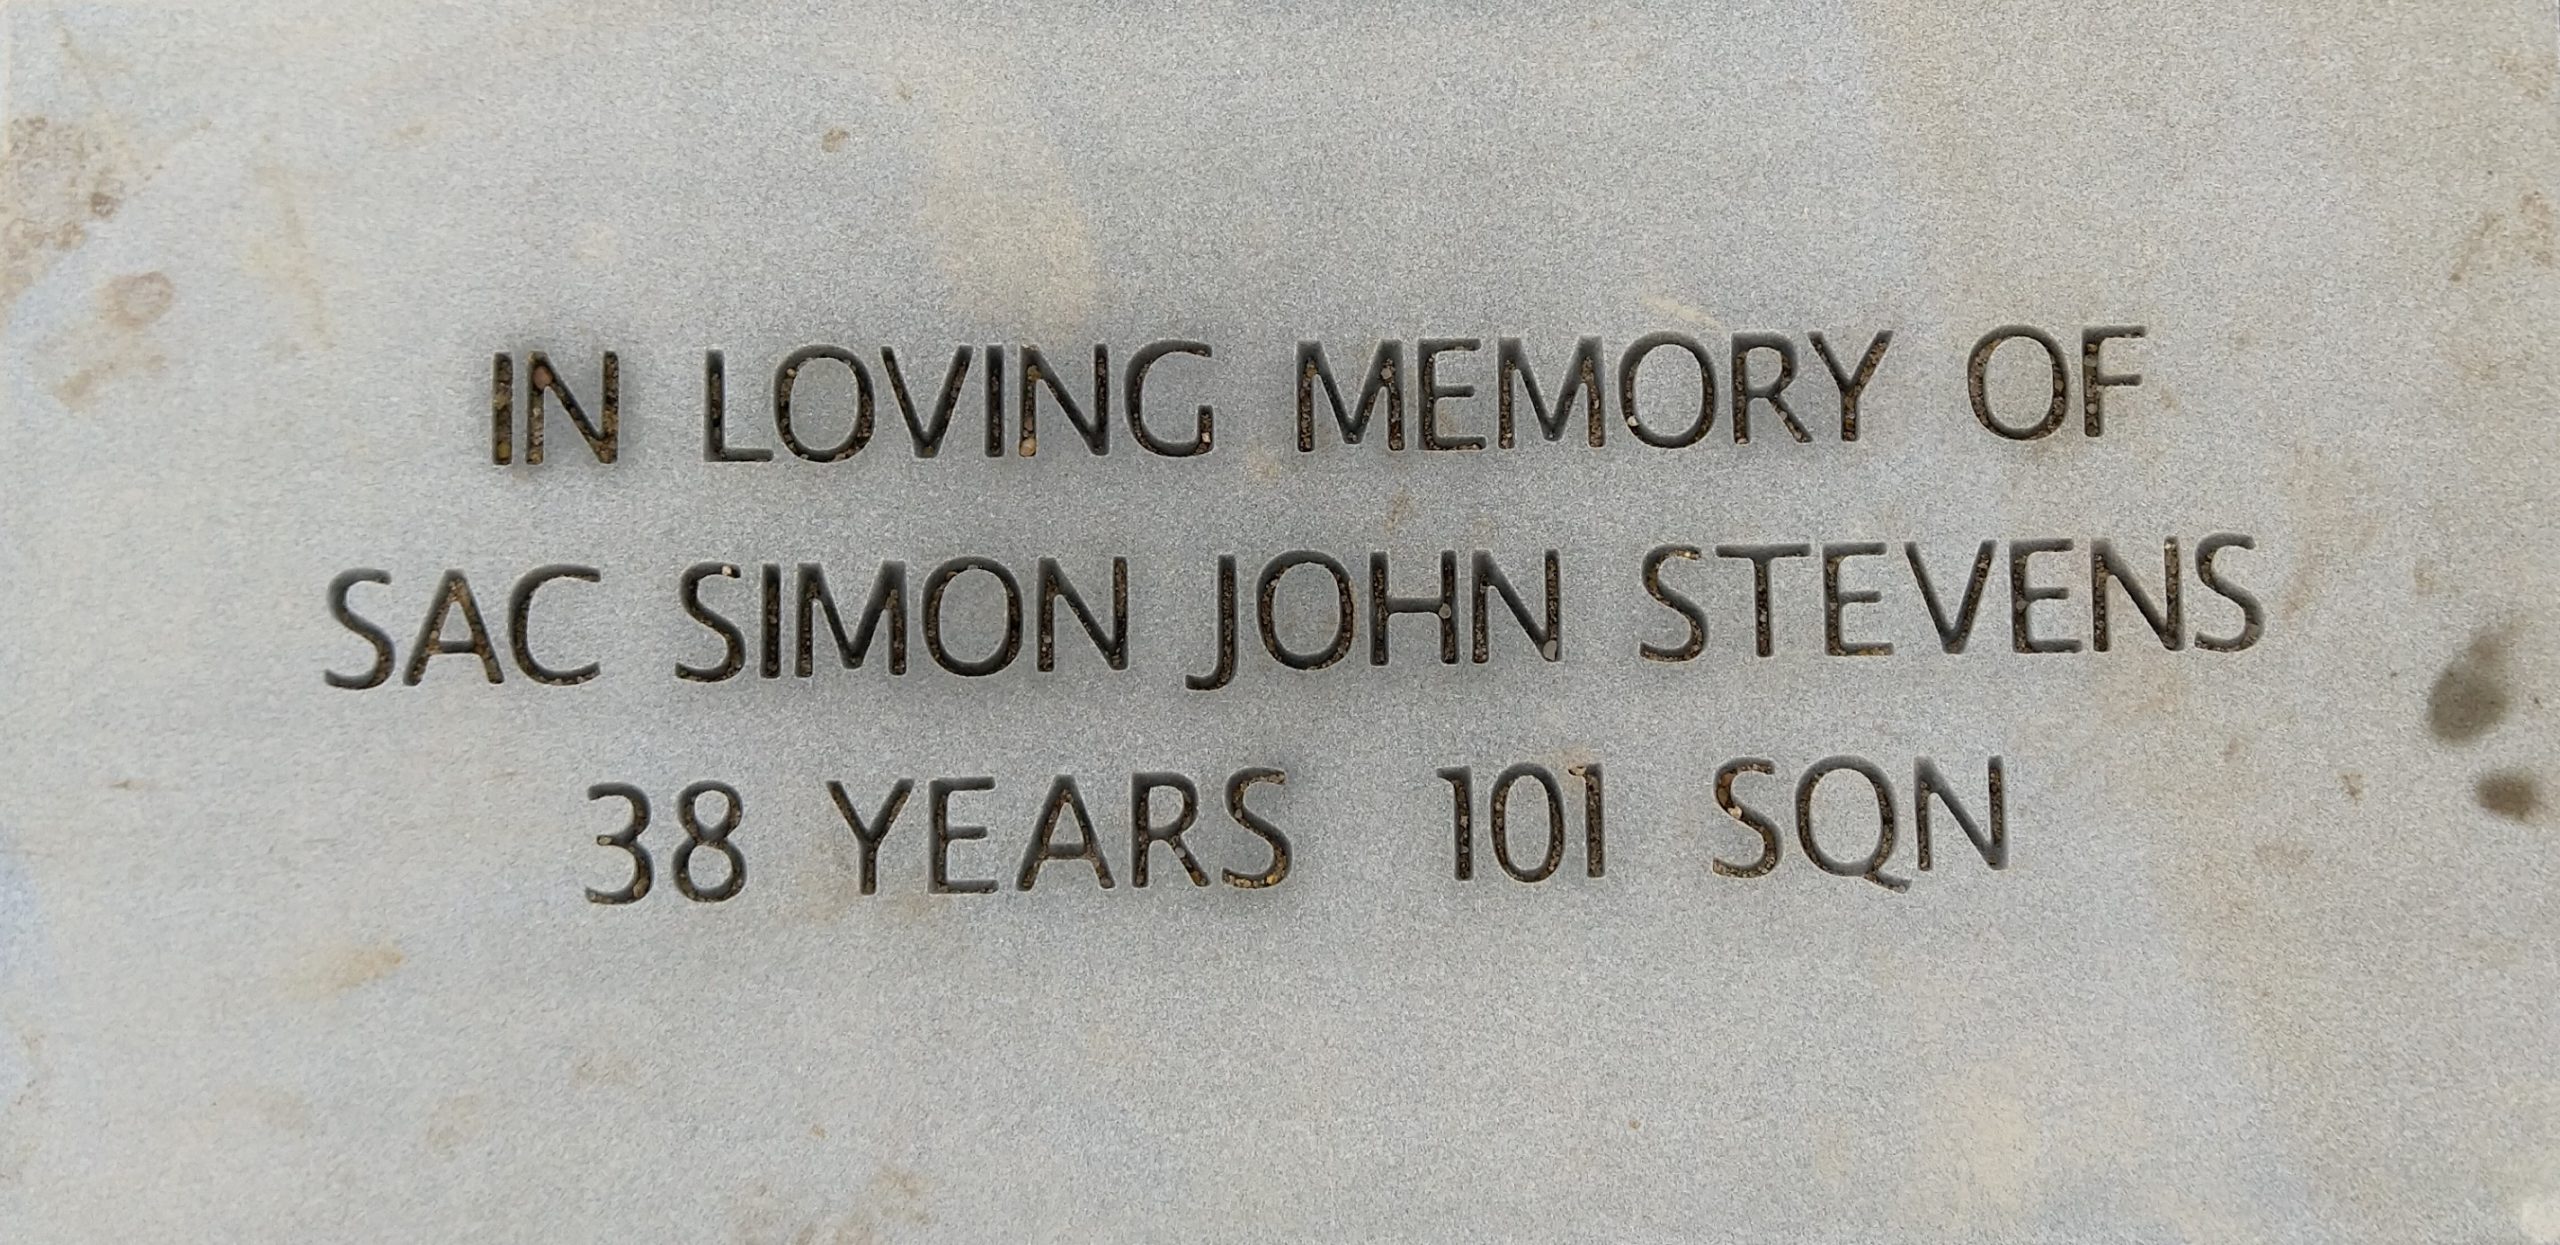 IN LOVING MEMORY OF
SAC SIMON JOHN STEVENS
38 YEARS 101 SQN